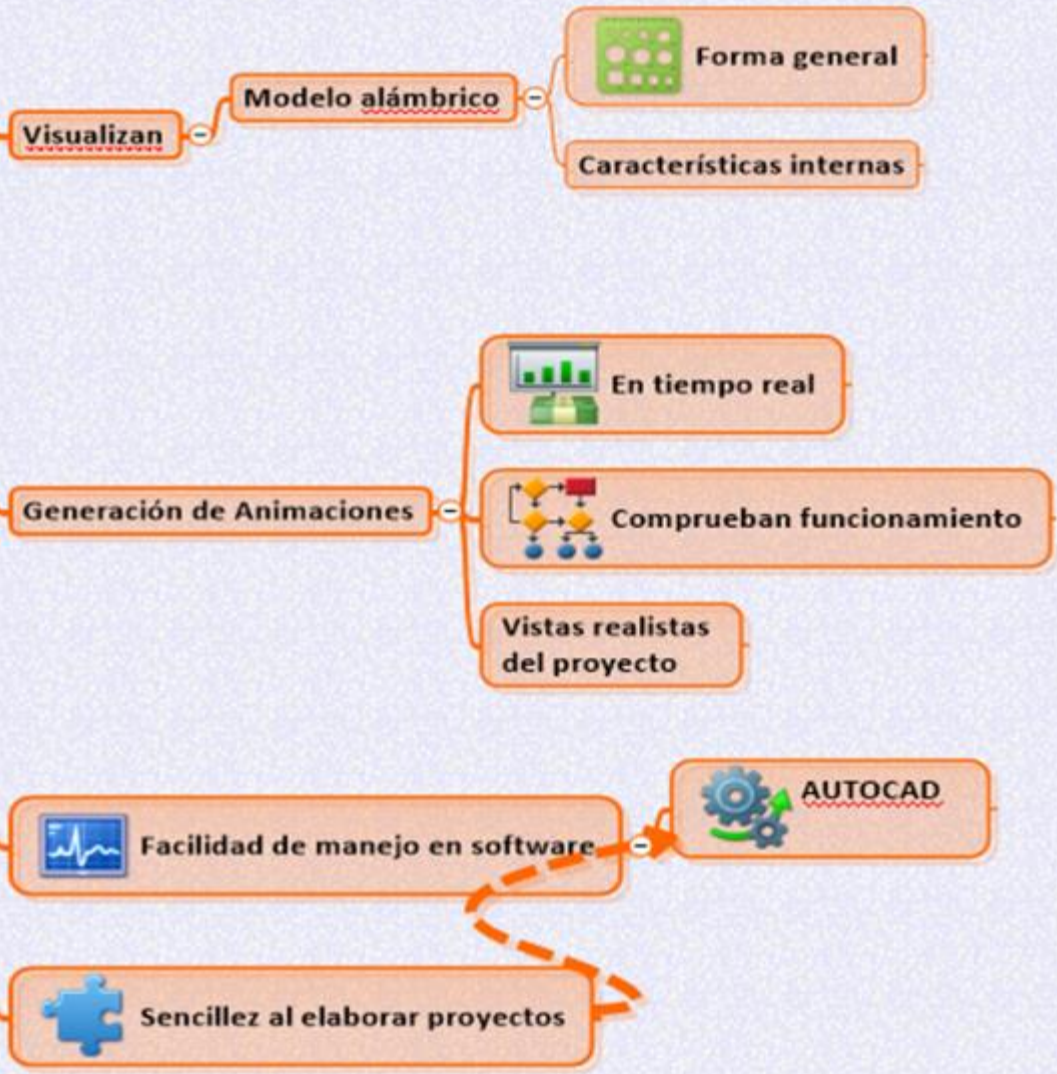 Visualizan
Modelo alámbrico
Forma general
Características internas
Generación de Animaciones
En tiempo real
Comprueban funcionamiento
Vistas realistas
del proyecto
Facilidad de manejo en software
AUTOCAD
Sencillez al elaborar proyectos